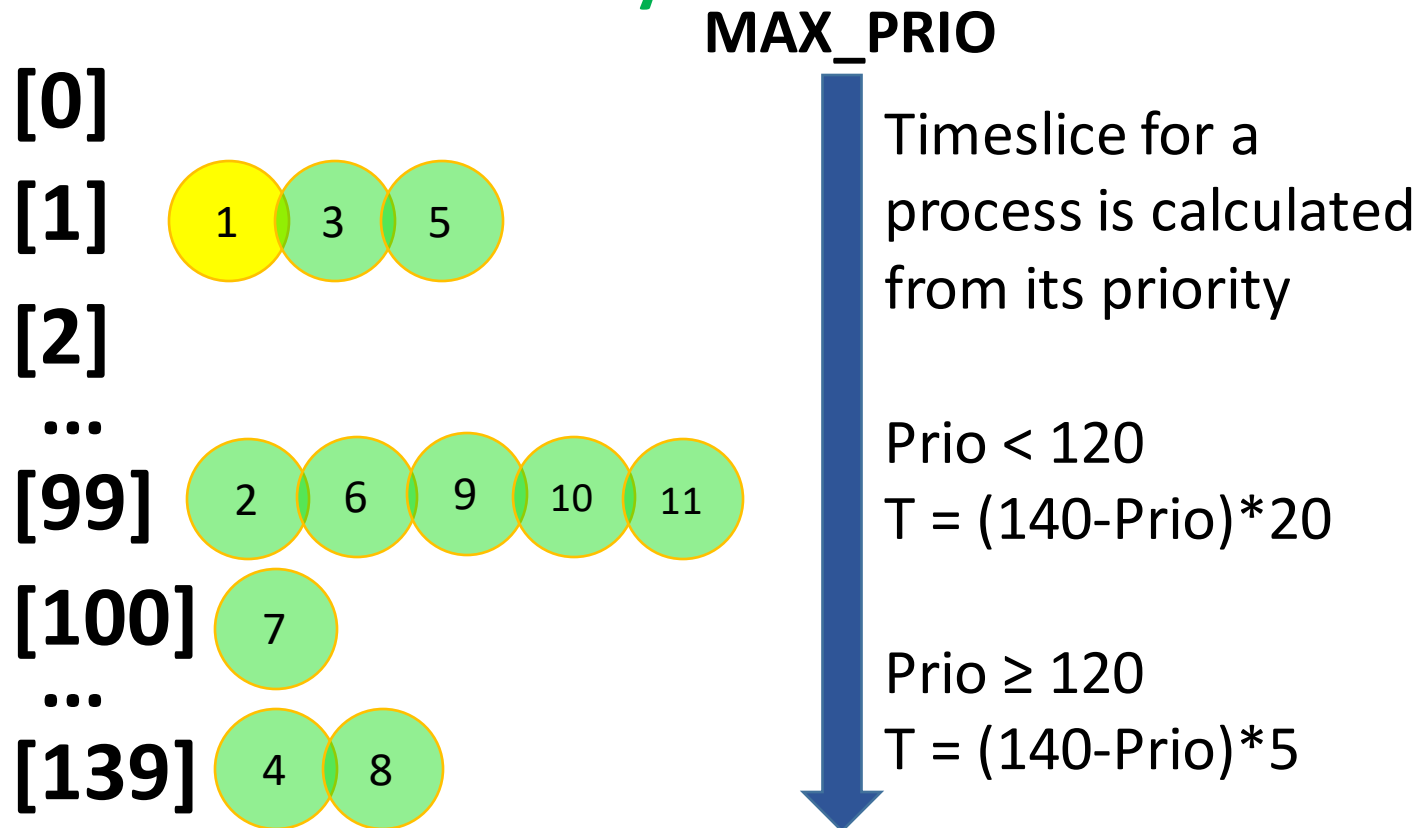 MAX_PRIO
[0]
[1] 1 3 5
[2]
...
[99] 2 6 9 10 11
[100] 7
...
[139] 4 8
Timeslice for a
process is calculated
from its priority
Prio < 120
T = (140-Prio)*20
Prio ≥ 120
T = (140-Prio)*5